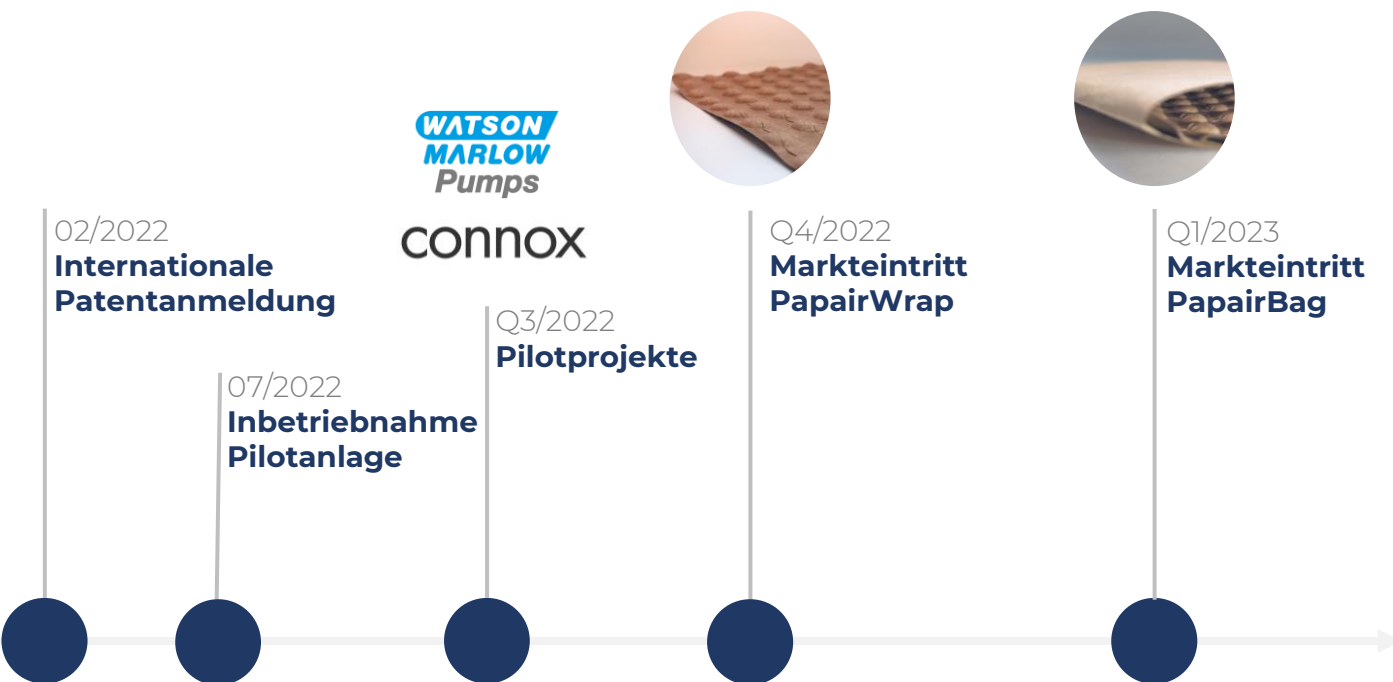 WATSON
MARLOW
Pumps
connox
02/2022
Internationale
Patentanmeldung
07/2022
Inbetriebnahme
Pilotanlage
Q3/2022
Pilotprojekte
Q4/2022
Markteintritt
PapairWrap
Q1/2023
Markteintritt
PapairBag